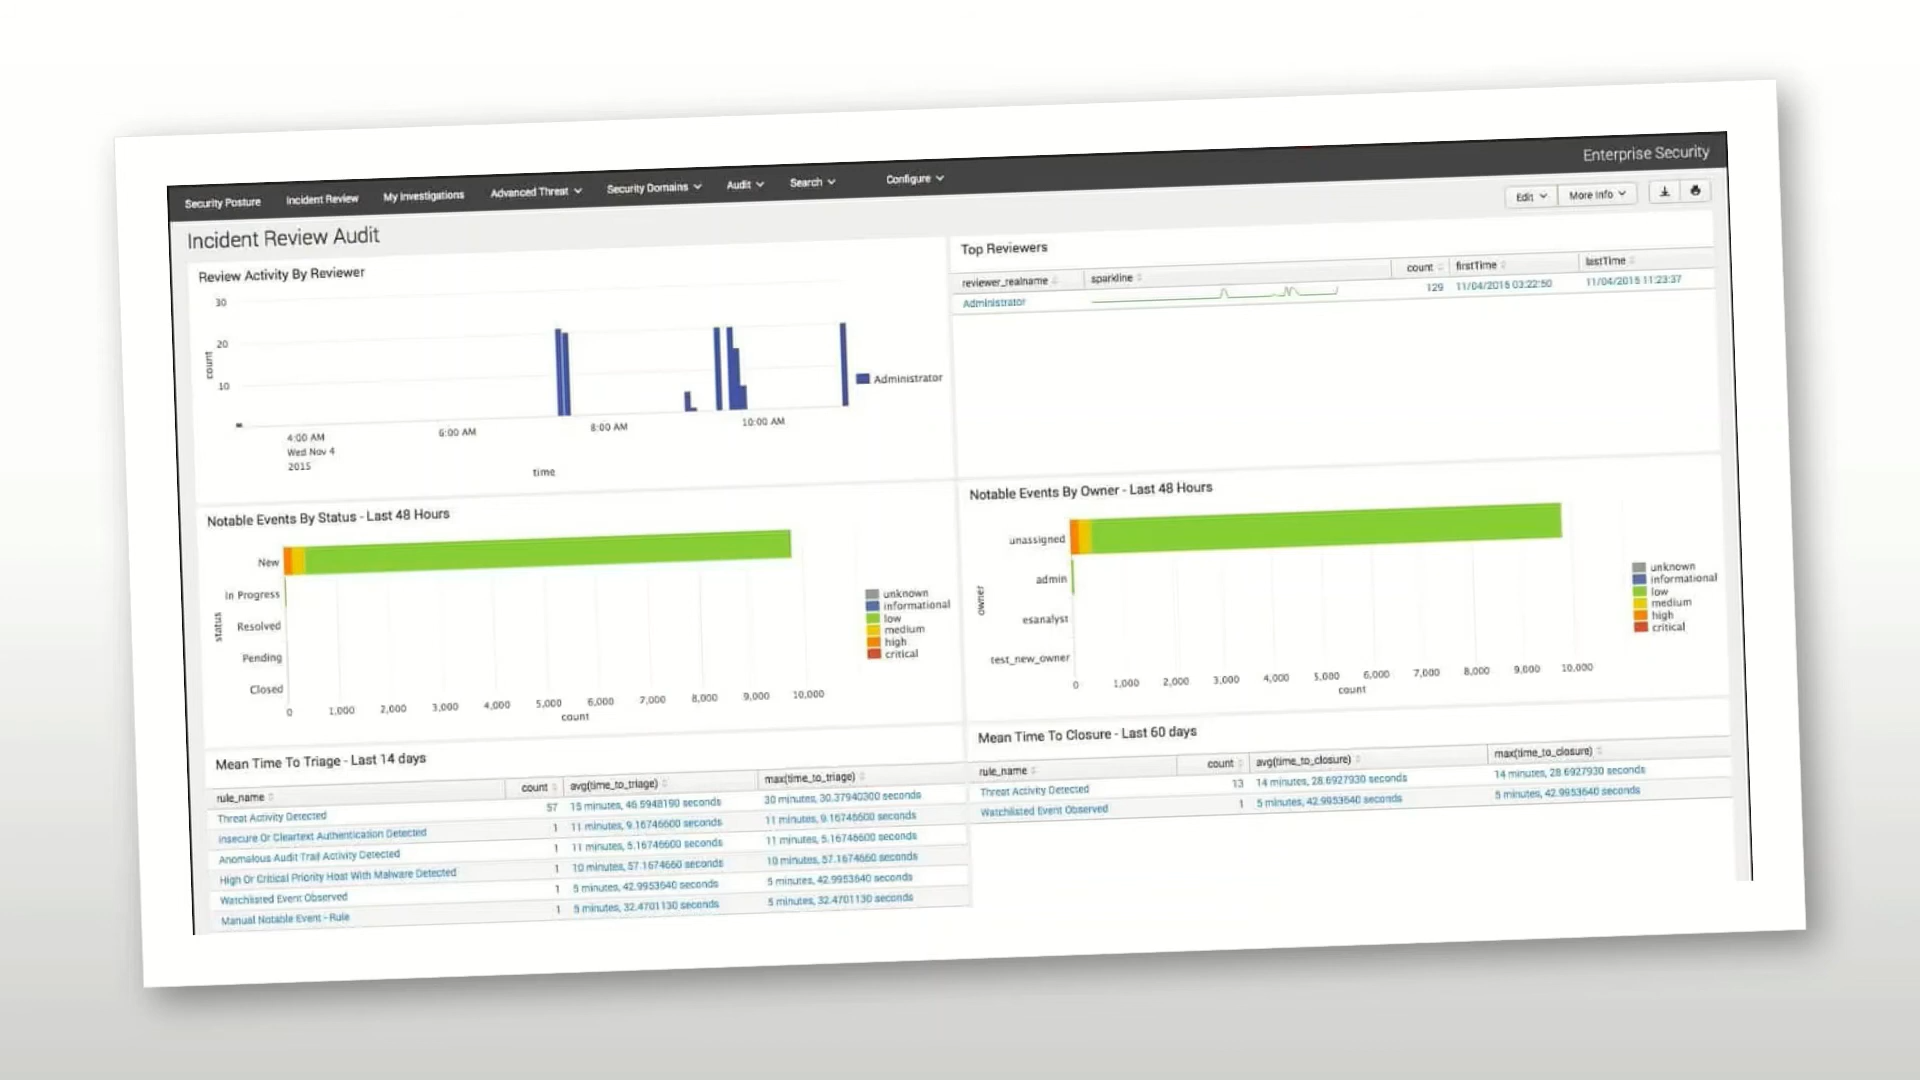 Enterprise Security
Security Posture Incident Review My Investigations Advanced Threat Security Domains Audit Search Configure
Edit More Info
Incident Review Audit
Review Activity By Reviewer
30
20
10
count
4:00 AM 6:00 AM 8:00 AM 10:00 AM
Wed Nov 4
2015
time
Administrator
Top Reviewers
reviewer_realname sparkline count firstTime lastTime
Administrator 129 11/04/2015 03:22:50 11/04/2015 11:23:37
Notable Events By Status - Last 48 Hours
New
In Progress
Resolved
Pending
Closed
status
0 1,000 2,000 3,000 4,000 5,000 6,000 7,000 8,000 9,000 10,000
count
unknown
informational
low
medium
high
critical
Notable Events By Owner - Last 48 Hours
unassigned
admin
esanalyst
test_new_owner
owner
0 1,000 2,000 3,000 4,000 5,000 6,000 7,000 8,000 9,000 10,000
count
unknown
informational
low
medium
high
critical
Mean Time To Triage - Last 14 days
rule_name count avg(time_to_triage) max(time_to_triage)
Threat Activity Detected 57 15 minutes, 46.5948190 seconds 30 minutes, 30.37940300 seconds
Insecure Or Cleartext Authentication Detected 1 11 minutes, 9.16746600 seconds 11 minutes, 9.16746600 seconds
Anomalous Audit Trail Activity Detected 1 11 minutes, 5.16746600 seconds 11 minutes, 5.16746600 seconds
High Or Critical Priority Host With Malware Detected 1 10 minutes, 57.1674660 seconds 10 minutes, 57.1674660 seconds
Watchlisted Event Observed 1 5 minutes, 42.9953640 seconds 5 minutes, 42.9953640 seconds
Manual Notable Event - Rule 1 5 minutes, 32.4701130 seconds 5 minutes, 32.4701130 seconds
Mean Time To Closure - Last 60 days
rule_name count avg(time_to_closure) max(time_to_closure)
Threat Activity Detected 13 14 minutes, 28.6927930 seconds 14 minutes, 28.6927930 seconds
Watchlisted Event Observed 1 5 minutes, 42.9953640 seconds 5 minutes, 42.9953640 seconds